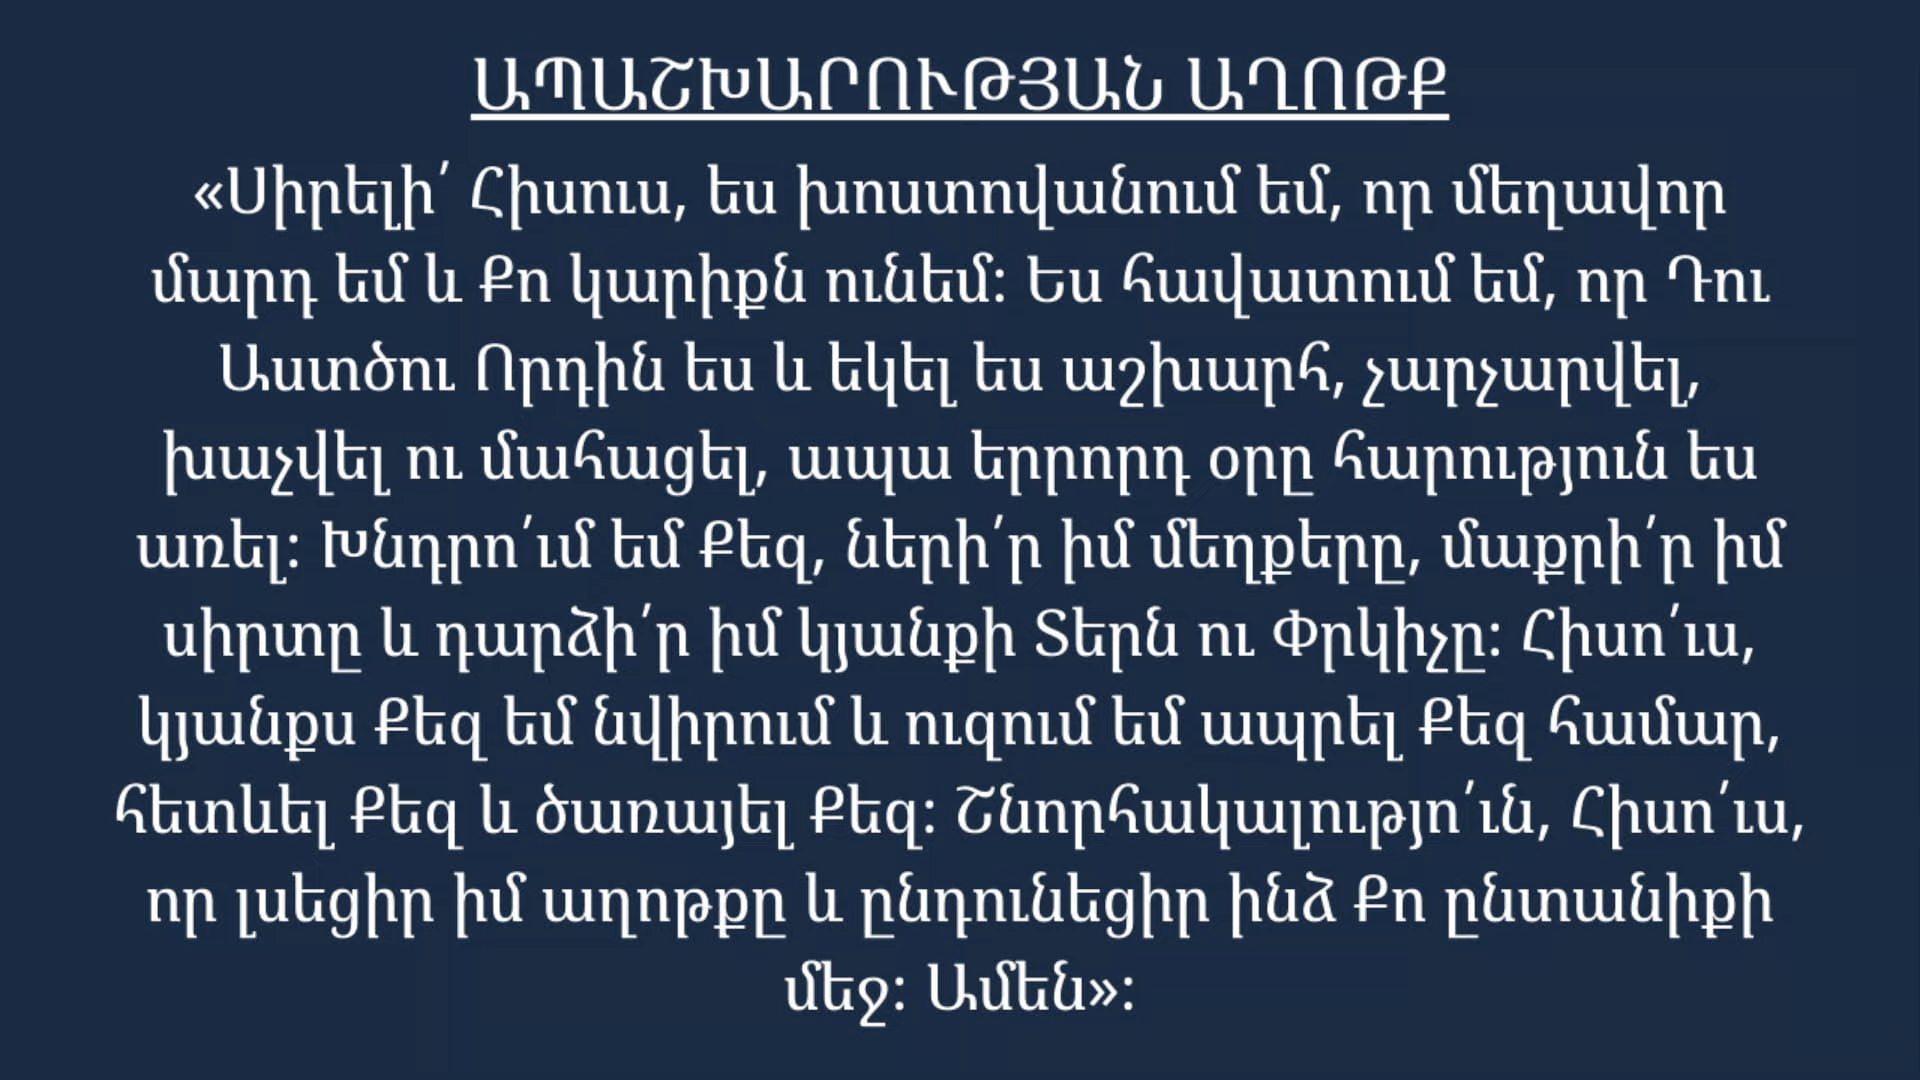 ԱՊԱՇԽԱՐՈՒԹՅԱՆ ԱՂՈԹՔ
«Սիրելի՛ Հիսուս, ես խոստովանում եմ, որ մեղավոր
մարդ եմ և Քո կարիքն ունեմ: Ես հավատում եմ, որ Դու
Աստծու Որդին ես և եկել ես աշխարհ, չարչարվել,
խաչվել ու մահացել, ապա երրորդ օրը հարություն ես
առել: Խնդրո՛ւմ եմ Քեզ, ների՛ր իմ մեղքերը, մաքրի՛ր իմ
սիրտը և դարձի՛ր իմ կյանքի Տերն ու Փրկիչը: Հիսո՛ւս,
կյանքս Քեզ եմ նվիրում և ուզում եմ ապրել Քեզ համար,
հետևել Քեզ և ծառայել Քեզ: Շնորհակալությո՛ւն, Հիսո՛ւս,
որ լսեցիր իմ աղոթքը և ընդունեցիր ինձ Քո ընտանիքի
մեջ: Ամեն»: